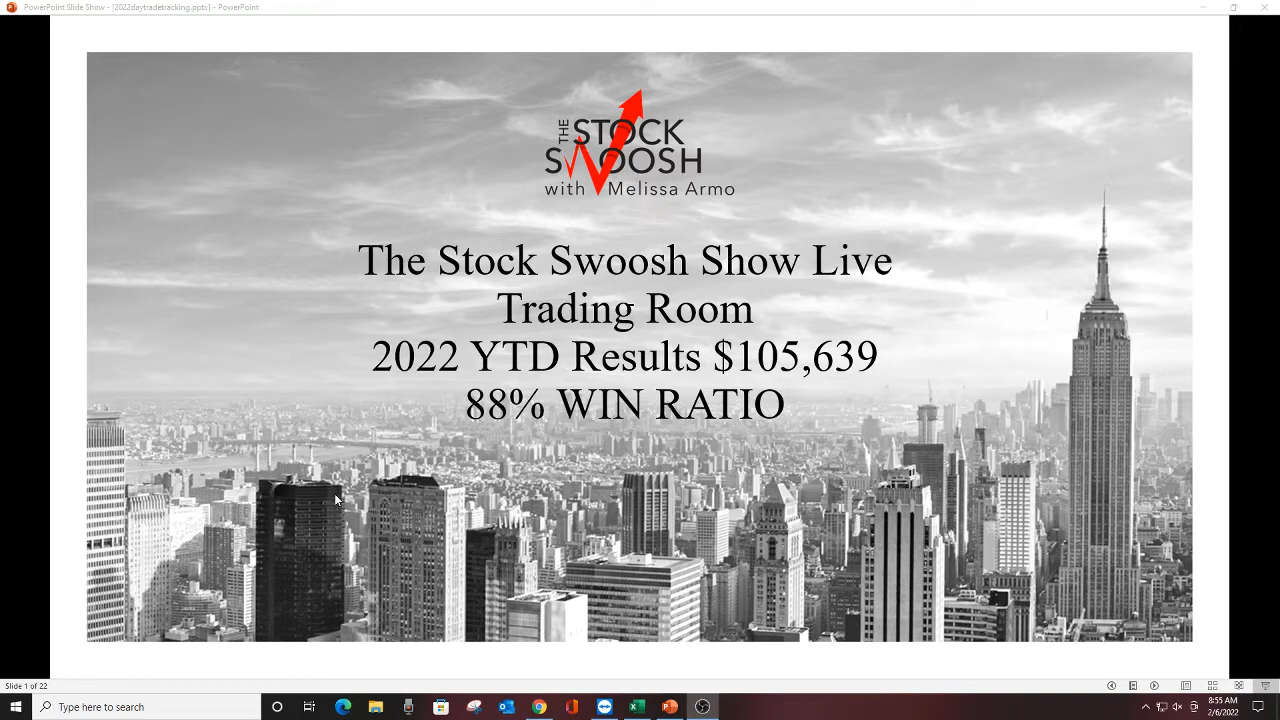 PowerPoint Slide Show - [2022daytradetracking.pptx] - PowerPoint
THE STOCK
SWOOSH
with Melissa Armo
The Stock Swoosh Show Live
Trading Room
2022 YTD Results $105,639
88% WIN RATIO
Slide 1 of 22
Type here to search
8:55 AM
2/6/2022